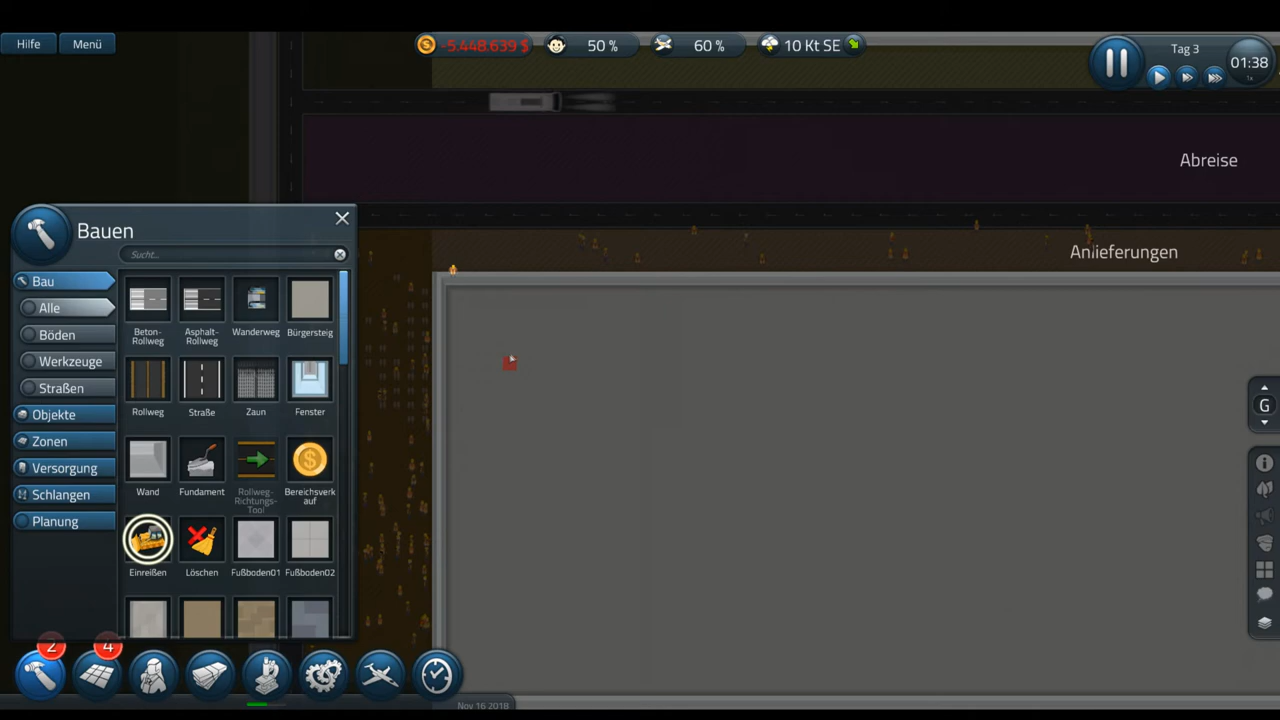 Hilfe
Menü
-5.448.639 $
50 %
60 %
10 Kt SE
Tag 3
01:38
1x
Abreise
Anlieferungen
Bauen
Sucht...
Bau
Alle
Böden
Werkzeuge
Straßen
Objekte
Zonen
Versorgung
Schlangen
Planung
Beton-
Rollweg
Asphalt-
Rollweg
Wanderweg
Bürgersteig
Rollweg
Straße
Zaun
Fenster
Wand
Fundament
Rollweg-
Richtungs-
Tool
Bereichsverk
auf
Einreißen
Löschen
Fußboden01
Fußboden02
G
2
4
Nov 16 2018